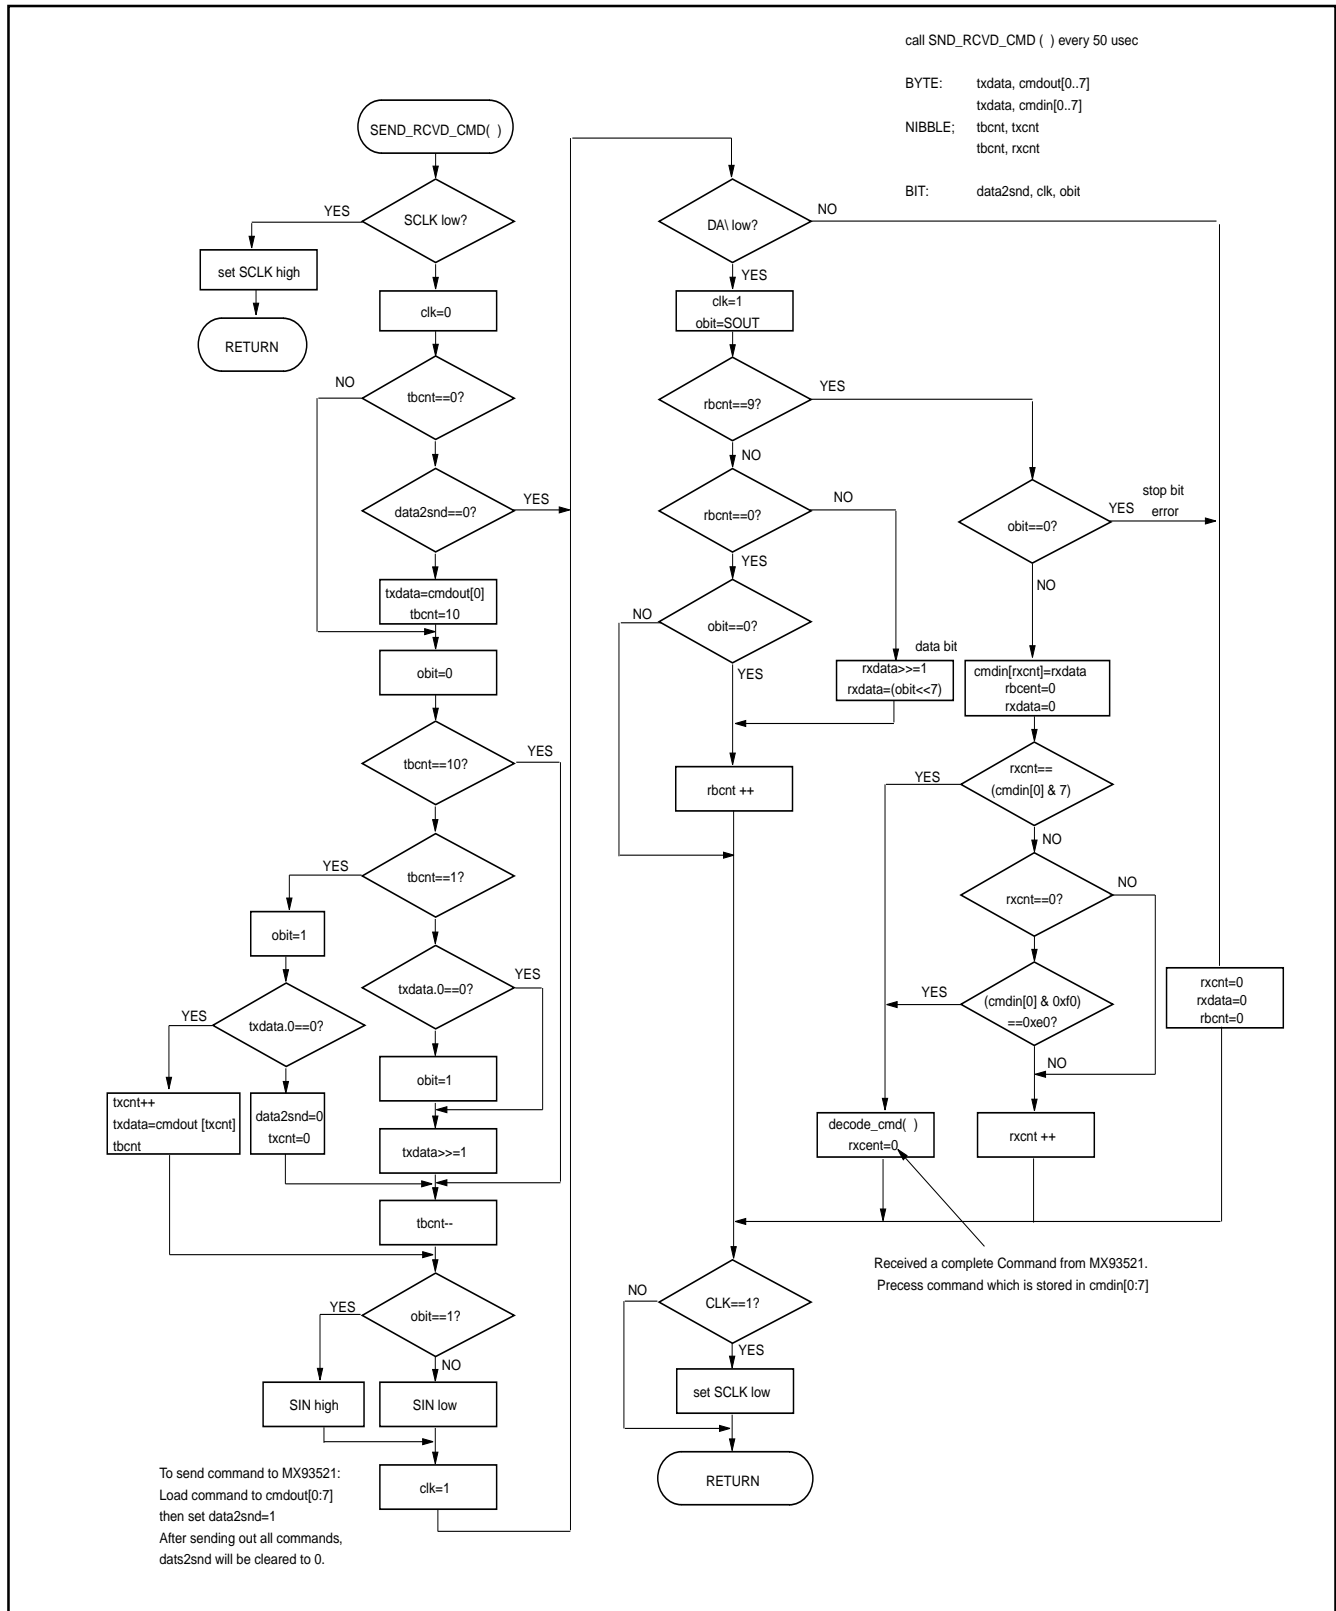 call SND_RCVD_CMD ( ) every 50 usec
BYTE: txdata, cmdout[0..7]
txdata, cmdin[0..7]
NIBBLE; tbcnt, txcnt
tbcnt, rxcnt
BIT: data2snd, clk, obit
SEND_RCVD_CMD( )
SCLK low?
YES
set SCLK high
RETURN
clk=0
tbcnt==0?
NO
data2snd==0?
YES
txdata=cmdout[0]
tbcnt=10
obit=0
tbcnt==10?
YES
tbcnt==1?
YES
obit=1
txdata.0==0?
YES
txdata.0==0?
YES
obit=1
txcnt++
txdata=cmdout [txcnt]
tbcnt
data2snd=0
txcnt=0
txdata>>=1
tbcnt--
obit==1?
YES
NO
SIN high
SIN low
clk=1
To send command to MX93521:
Load command to cmdout[0:7]
then set data2snd=1
After sending out all commands,
dats2snd will be cleared to 0.
DA\ low?
NO
YES
clk=1
obit=SOUT
rbcnt==9?
YES
NO
rbcnt==0?
NO
YES
obit==0?
NO
YES
data bit
rxdata>>=1
rxdata=(obit<<7)
rbcnt ++
obit==0?
YES
stop bit
error
NO
cmdin[rxcnt]=rxdata
rbcent=0
rxdata=0
rxcnt==
(cmdin[0] & 7)
YES
NO
rxcnt==0?
NO
(cmdin[0] & 0xf0)
==0xe0?
YES
NO
rxcnt=0
rxdata=0
rbcnt=0
decode_cmd( )
rxcent=0
rxcnt ++
Received a complete Command from MX93521.
Precess command which is stored in cmdin[0:7]
CLK==1?
NO
YES
set SCLK low
RETURN